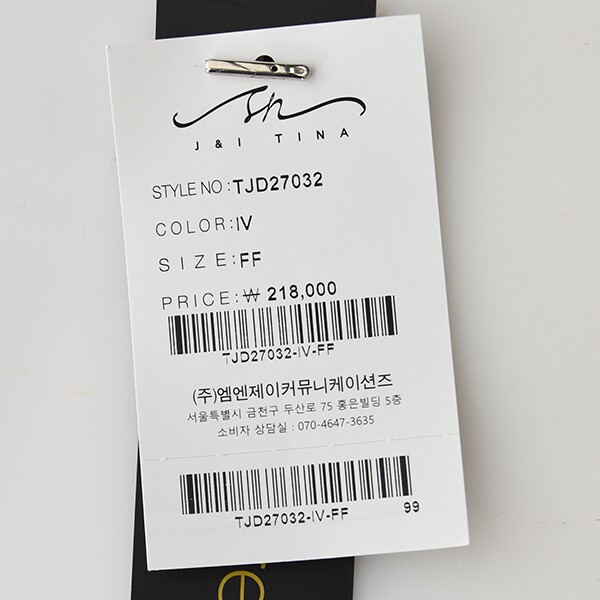 J & I TINA
STYLE NO : TJD27032
COLOR : IV
SIZE : FF
PRICE : ₩ 218,000
TJD27032-IV-FF
(주)엠엔제이커뮤니케이션즈
서울특별시 금천구 두산로 75 홍은빌딩 5층
소비자 상담실 : 070-4647-3635
TJD27032-IV-FF 99